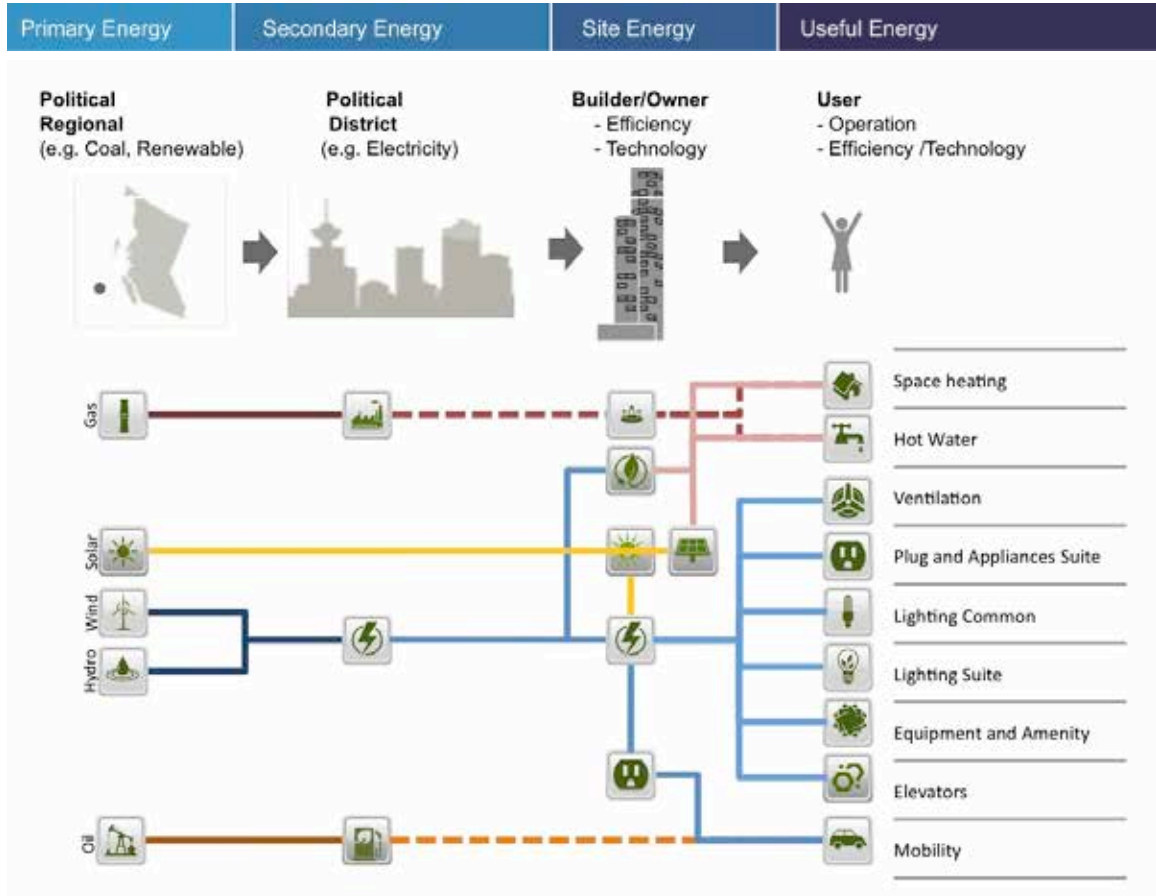 Primary Energy
Secondary Energy
Site Energy
Useful Energy
Political
Regional
(e.g. Coal, Renewable)
Political
District
(e.g. Electricity)
Builder/Owner
- Efficiency
- Technology
User
- Operation
- Efficiency /Technology
Gas
Solar
Wind
Hydro
Oil
Space heating
Hot Water
Ventilation
Plug and Appliances Suite
Lighting Common
Lighting Suite
Equipment and Amenity
Elevators
Mobility